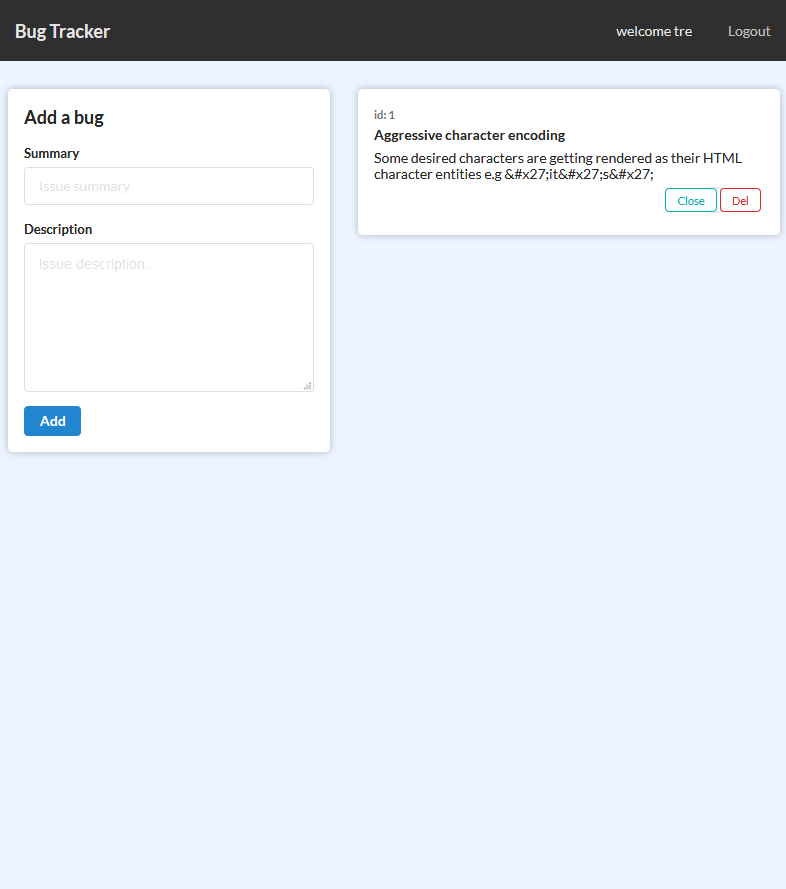 Bug Tracker
welcome tre
Logout
Add a bug
Summary
Issue summary
Description
Issue description...
Add
id: 1
Aggressive character encoding
Some desired characters are getting rendered as their HTML
character entities e.g &#x27;it&#x27;s&#x27;
Close
Del